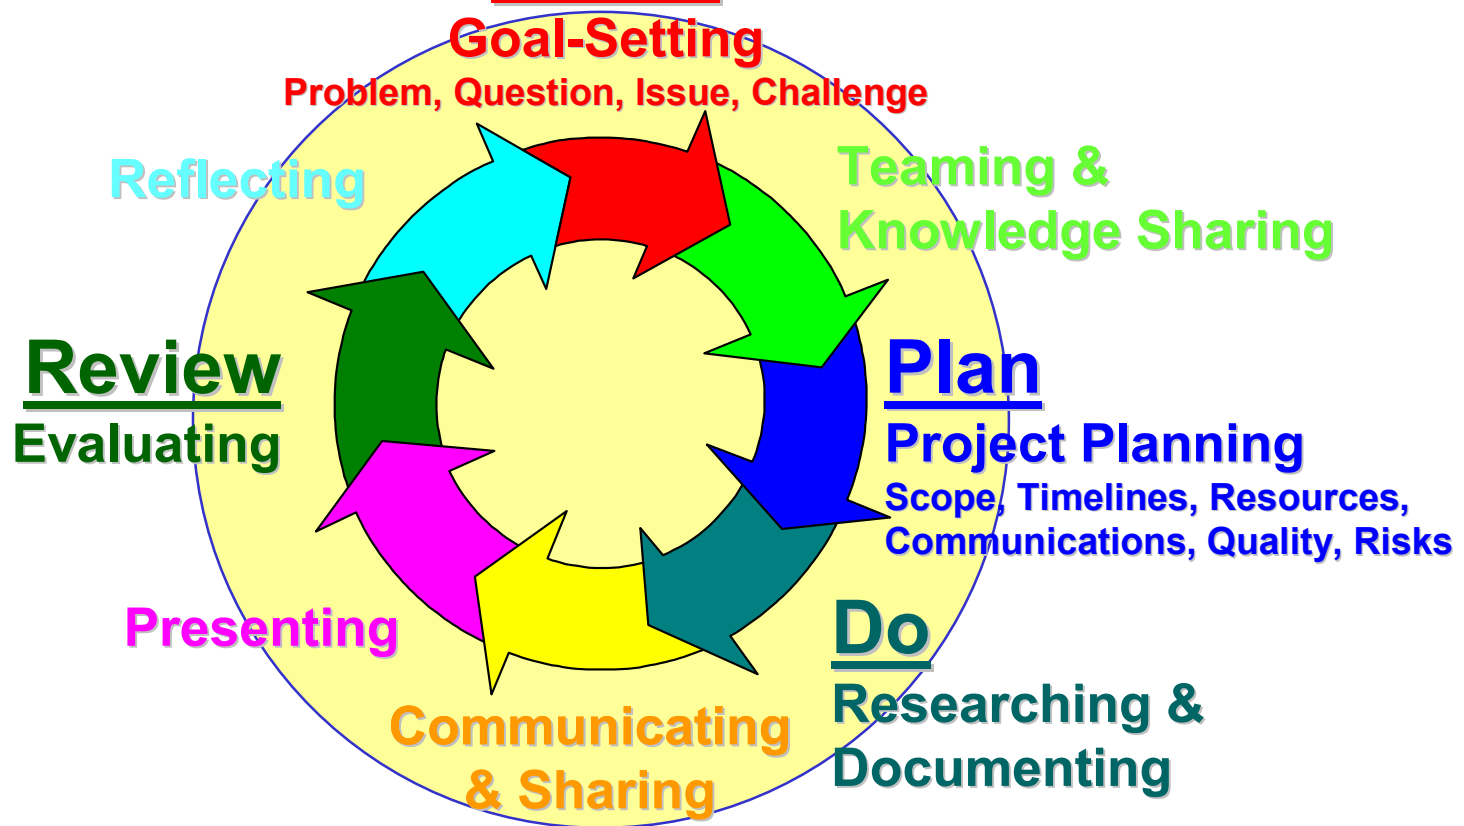 Goal-Setting
Problem, Question, Issue, Challenge
Teaming &
Knowledge Sharing
Plan
Project Planning
Scope, Timelines, Resources,
Communications, Quality, Risks
Do
Researching &
Documenting
Communicating
& Sharing
Presenting
Review
Evaluating
Reflecting